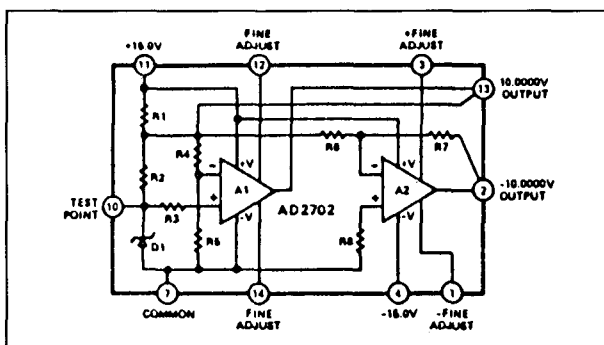 FINE
ADJUST
+FINE
ADJUST
+15.0V
11
12
3
13
10.0000V
OUTPUT
R1
R4
R6
R7
+V
+V
R2
-
A1
-
A2
2
-10.0000V
OUTPUT
TEST
POINT
10
R3
+
AD2702
+
-V
-V
D1
R5
R8
7
14
4
1
COMMON
FINE
ADJUST
-15.0V
-FINE
ADJUST